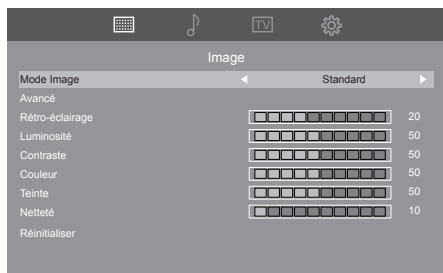 TV
Image
Mode Image Standard
Avancé
Rétro-éclairage 20
Luminosité 50
Contraste 50
Couleur 50
Teinte 50
Netteté 10
Réinitialiser